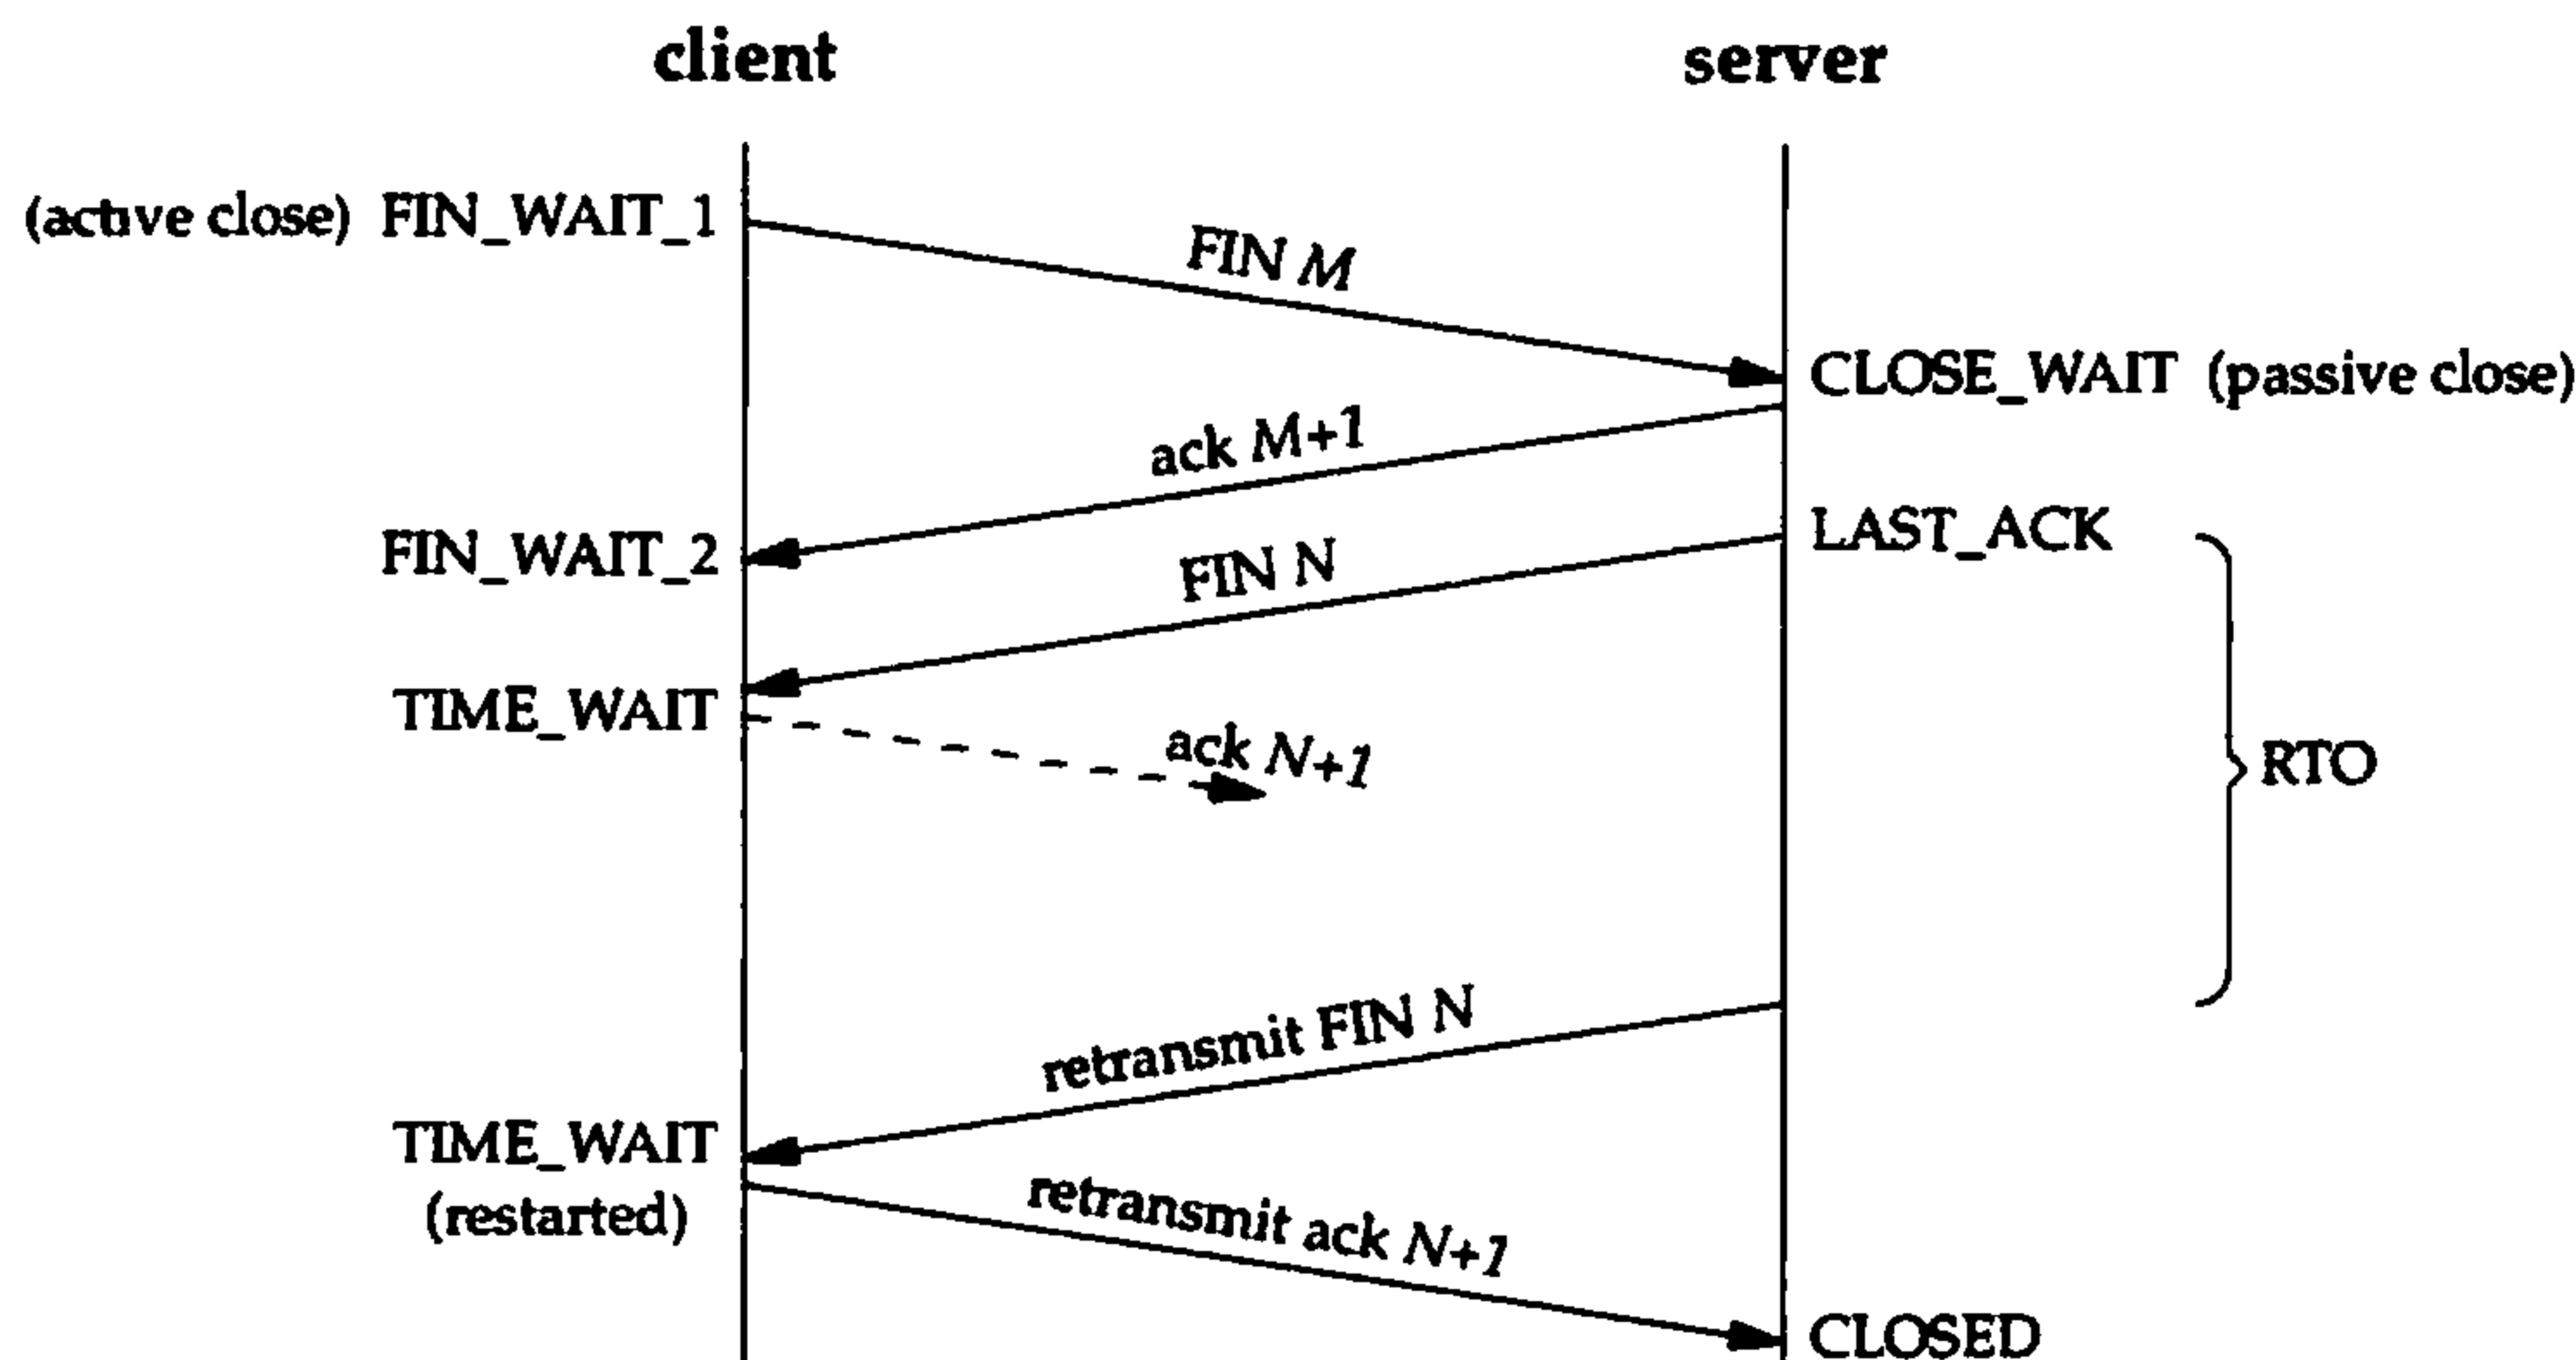 client
server
(active close) FIN_WAIT_1
FIN M
CLOSE_WAIT (passive close)
ack M+1
LAST_ACK
FIN_WAIT_2
FIN N
TIME_WAIT
ack N+1
RTO
retransmit FIN N
TIME_WAIT
(restarted)
retransmit ack N+1
CLOSED